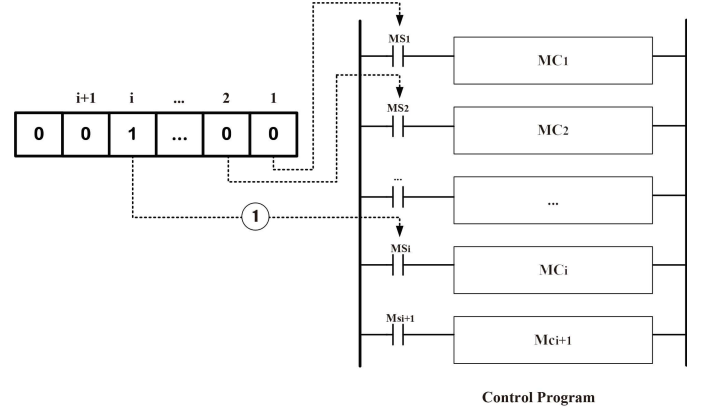 MS1
MC1
i+1 i ... 2 1
0 0 1 ... 0 0
MS2
MC2
...
...
1
MSi
MCi
Msi+1
Mci+1
Control Program